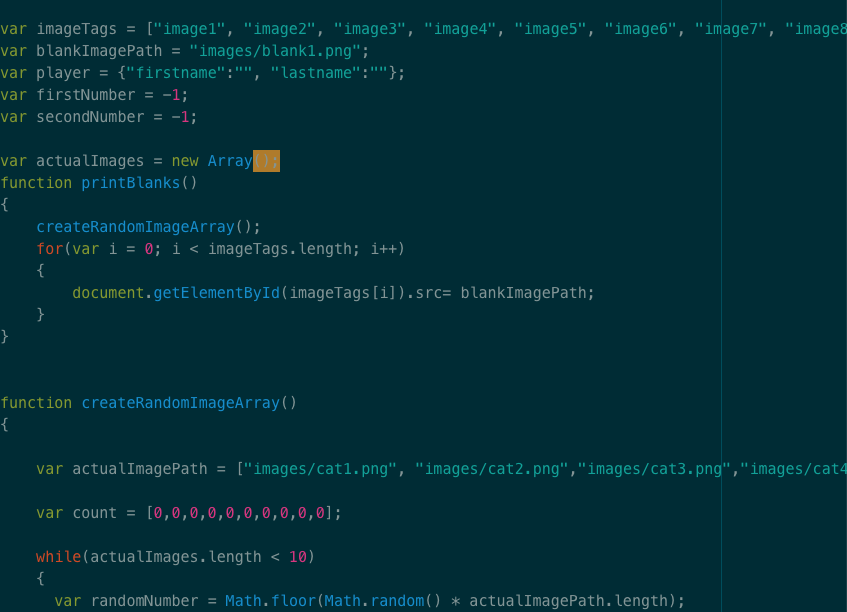 var imageTags = ["image1", "image2", "image3", "image4", "image5", "image6", "image7", "image8
var blankImagePath = "images/blank1.png";
var player = {"firstname":"", "lastname":""};
var firstNumber = -1;
var secondNumber = -1;
var actualImages = new Array();
function printBlanks()
{
createRandomImageArray();
for(var i = 0; i < imageTags.length; i++)
{
document.getElementById(imageTags[i]).src= blankImagePath;
}
}
function createRandomImageArray()
{
var actualImagePath = ["images/cat1.png", "images/cat2.png","images/cat3.png","images/cat4
var count = [0,0,0,0,0,0,0,0,0,0];
while(actualImages.length < 10)
{
var randomNumber = Math.floor(Math.random() * actualImagePath.length);